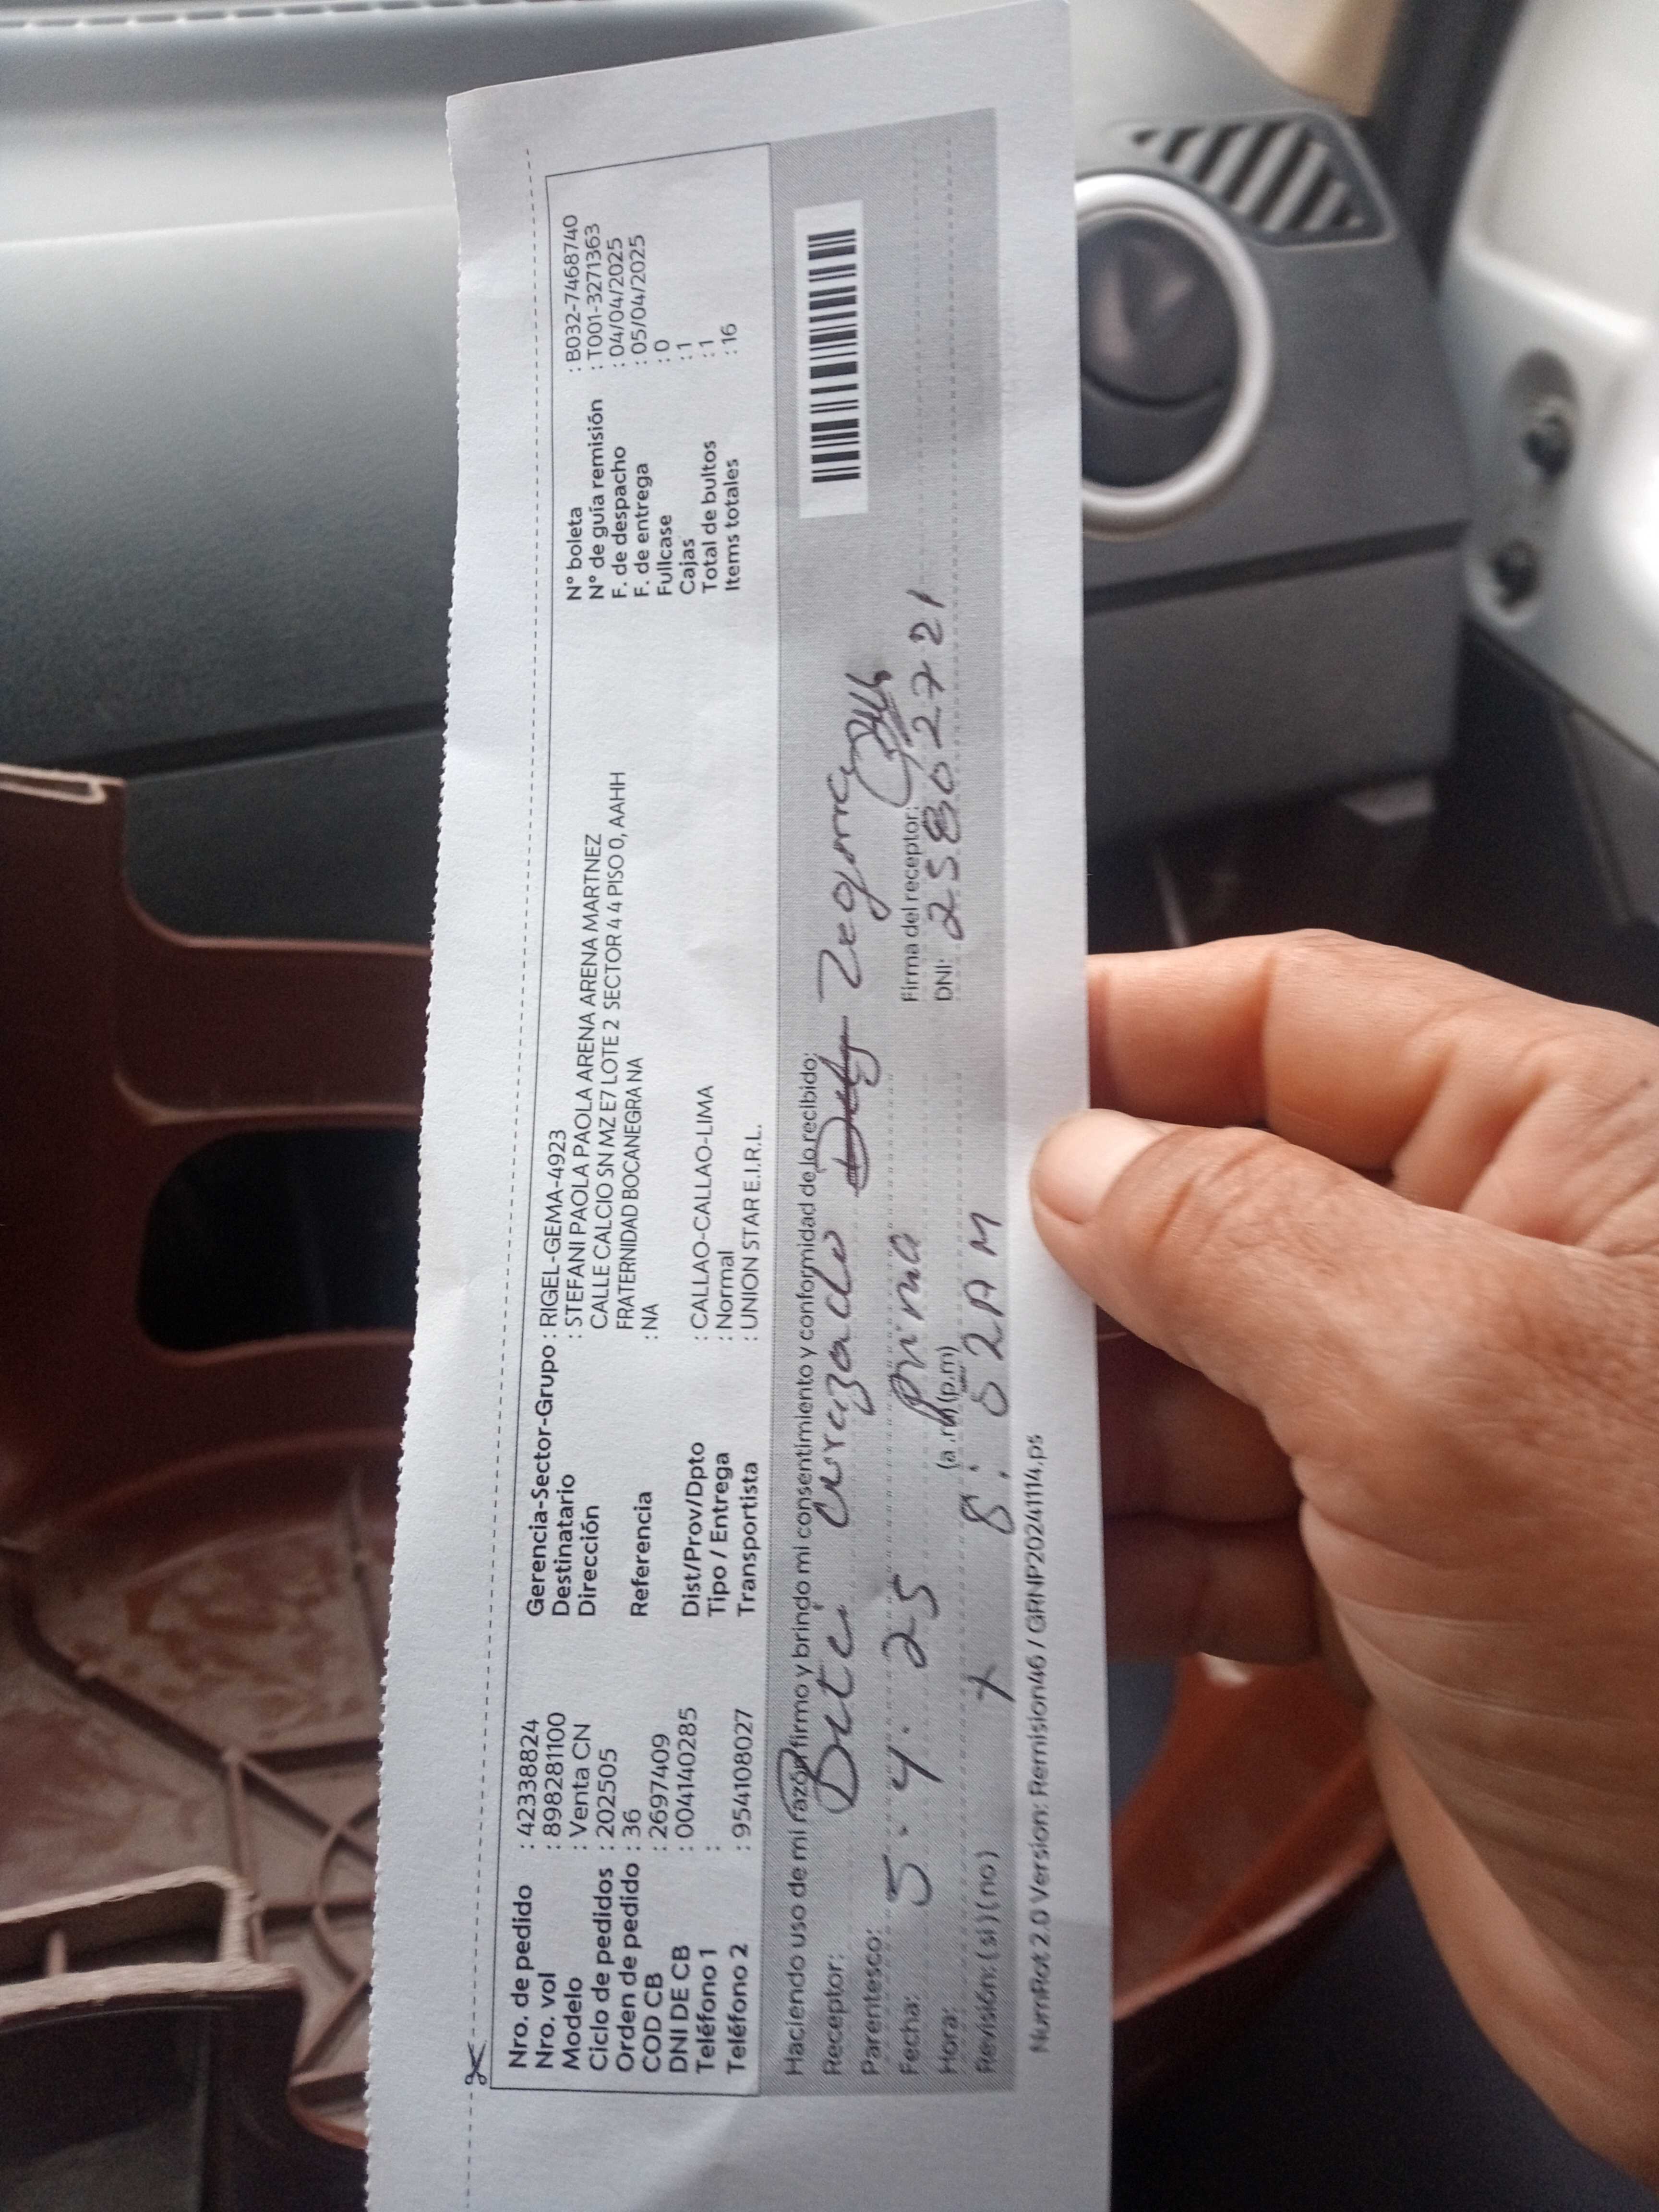 Nro. de pedido : 42338824
Nro. vol : 898281100
Modelo : Venta CN
Ciclo de pedidos : 202505
Orden de pedido : 36
COD CB : 2697409
DNI DE CB : 004140285
Teléfono 1 :
Teléfono 2 : 954108027
Gerencia-Sector-Grupo : RIGEL-GEMA-4923
Destinatario : STEFANI PAOLA PAOLA ARENA ARENA MARTNEZ
Dirección CALLE CALCIO SN MZ E7 LOTE 2 SECTOR 4 4 PISO 0, AAHH
FRATERNIDAD BOCANEGRA NA
Referencia : NA
Dist/Prov/Dpto : CALLAO-CALLAO-LIMA
Tipo / Entrega : Normal
Transportista : UNION STAR E.I.R.L.
N° boleta : B032-7468740
N° de guía remisión : T001-3271363
F. de despacho : 04/04/2025
F. de entrega : 05/04/2025
Fullcase : 0
Cajas : 1
Total de bultos : 1
Items totales : 16
Haciendo uso de mi razón firmo y brindo mi consentimiento y conformidad de lo recibido:
Receptor:
Parentesco: prima
Firma del receptor:
Fecha: 5.4.25
DNI: 25802721
Hora: (a.m) (p.m) 8:52 AM
Revisión: (si) (no)
NumRot 2.0 Version: Remision46 / GRNP20241114.ps